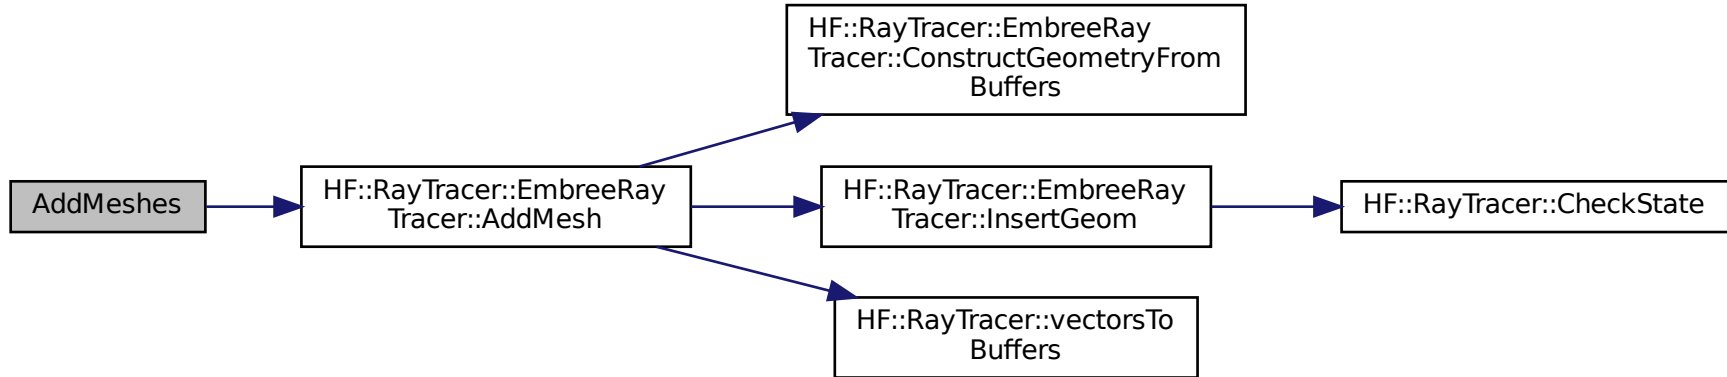 AddMeshes
HF::RayTracer::EmbreeRay
Tracer::AddMesh
HF::RayTracer::EmbreeRay
Tracer::ConstructGeometryFrom
Buffers
HF::RayTracer::EmbreeRay
Tracer::InsertGeom
HF::RayTracer::vectorsTo
Buffers
HF::RayTracer::CheckState